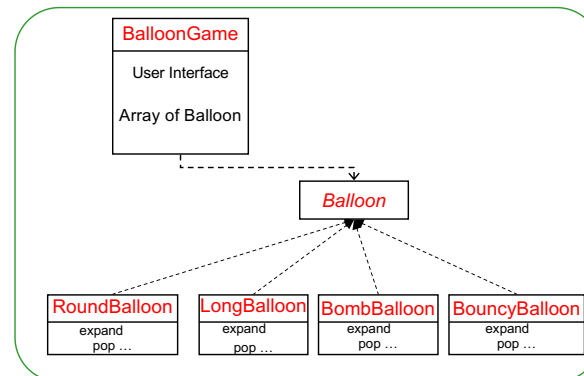 BalloonGame
User Interface
Array of Balloon
Balloon
RoundBalloon
expand
pop ...
LongBalloon
expand
pop ...
BombBalloon
expand
pop ...
BouncyBalloon
expand
pop ...